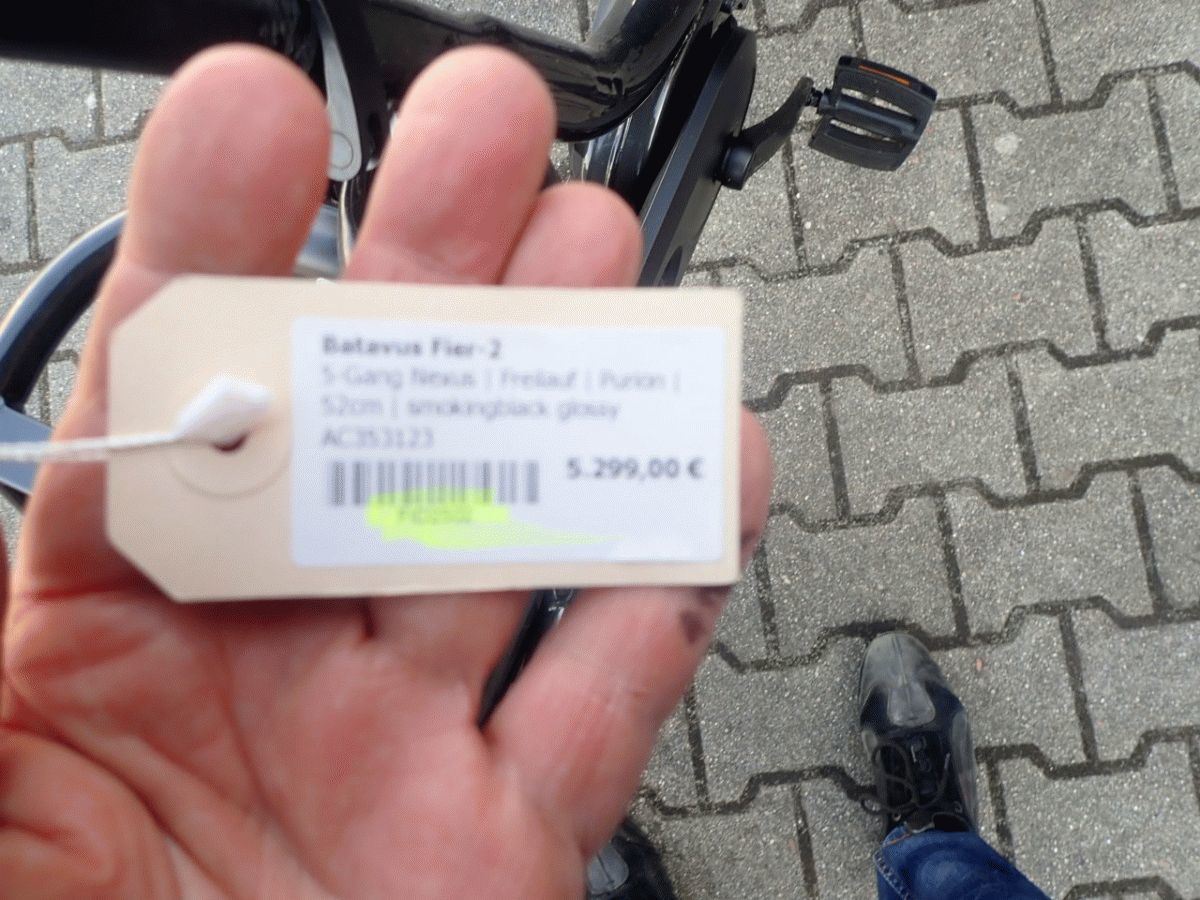 Batavus Fier-2
5-Gang Nexus | Freilauf | Purion |
52cm | smokingblack glossy
AC353123
5.299,00 €